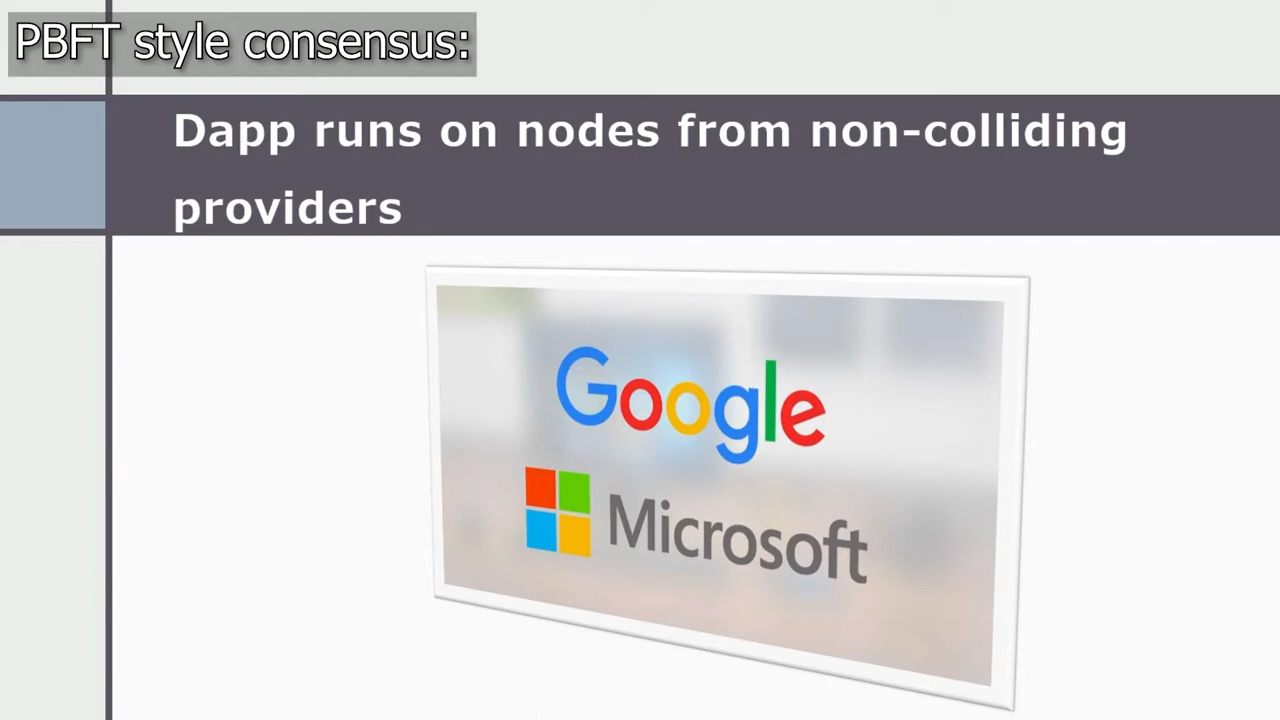 PBFT style consensus:
Dapp runs on nodes from non-colliding
providers
Google
Microsoft